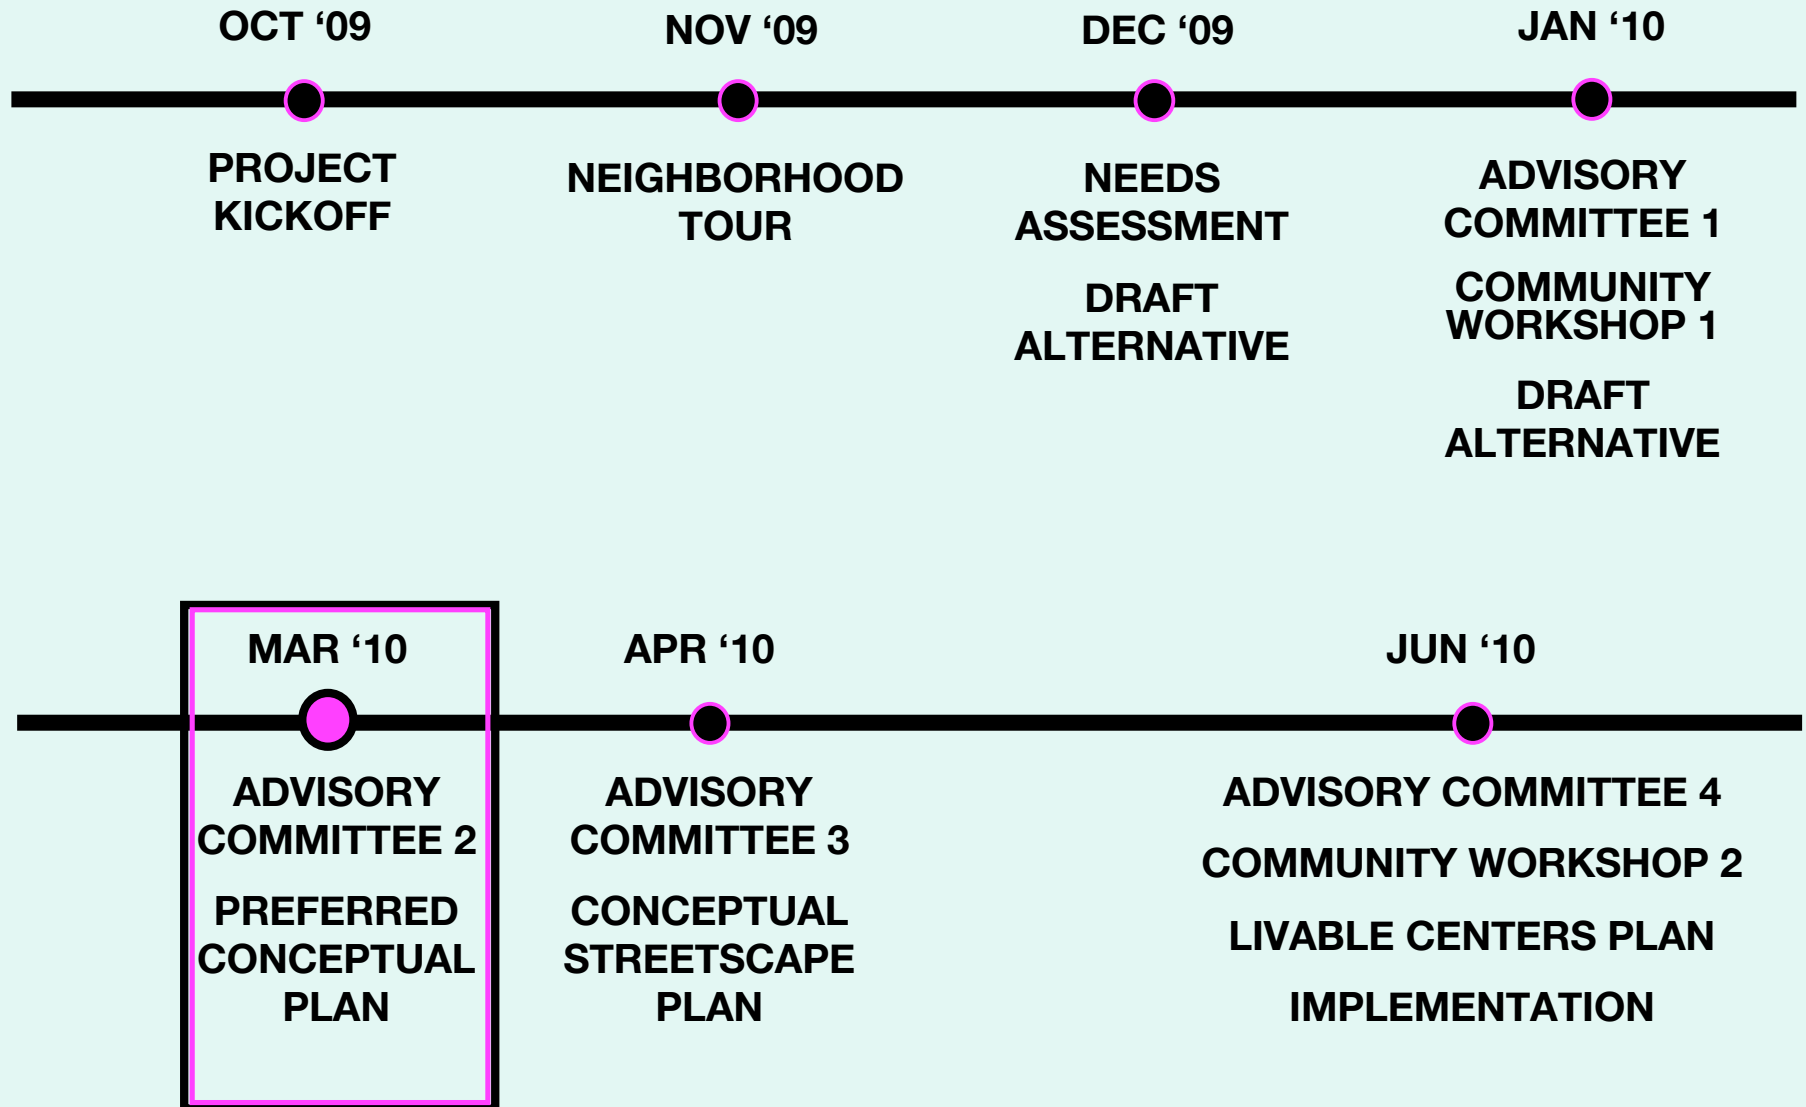 OCT ‘09
PROJECT
KICKOFF
NOV ‘09
NEIGHBORHOOD
TOUR
DEC ‘09
NEEDS
ASSESSMENT
DRAFT
ALTERNATIVE
JAN ‘10
ADVISORY
COMMITTEE 1
COMMUNITY
WORKSHOP 1
DRAFT
ALTERNATIVE
MAR ‘10
ADVISORY
COMMITTEE 2
PREFERRED
CONCEPTUAL
PLAN
APR ‘10
ADVISORY
COMMITTEE 3
CONCEPTUAL
STREETSCAPE
PLAN
JUN ‘10
ADVISORY COMMITTEE 4
COMMUNITY WORKSHOP 2
LIVABLE CENTERS PLAN
IMPLEMENTATION